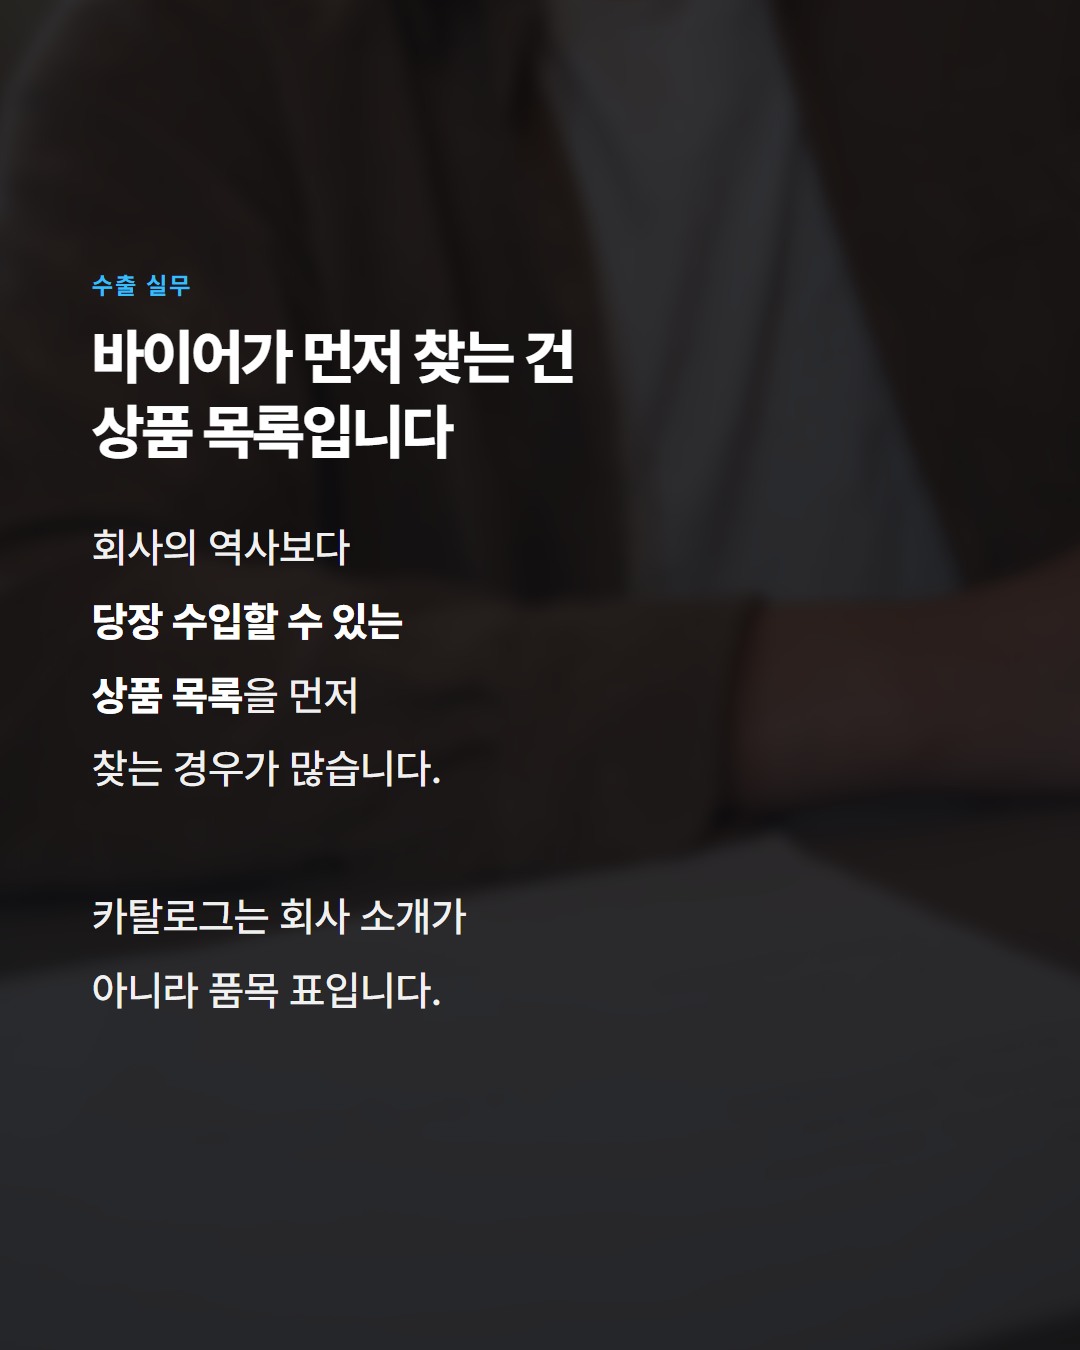 수출 실무
바이어가 먼저 찾는 건
상품 목록입니다
회사의 역사보다
당장 수입할 수 있는
상품 목록을 먼저
찾는 경우가 많습니다.
카탈로그는 회사 소개가
아니라 품목 표입니다.